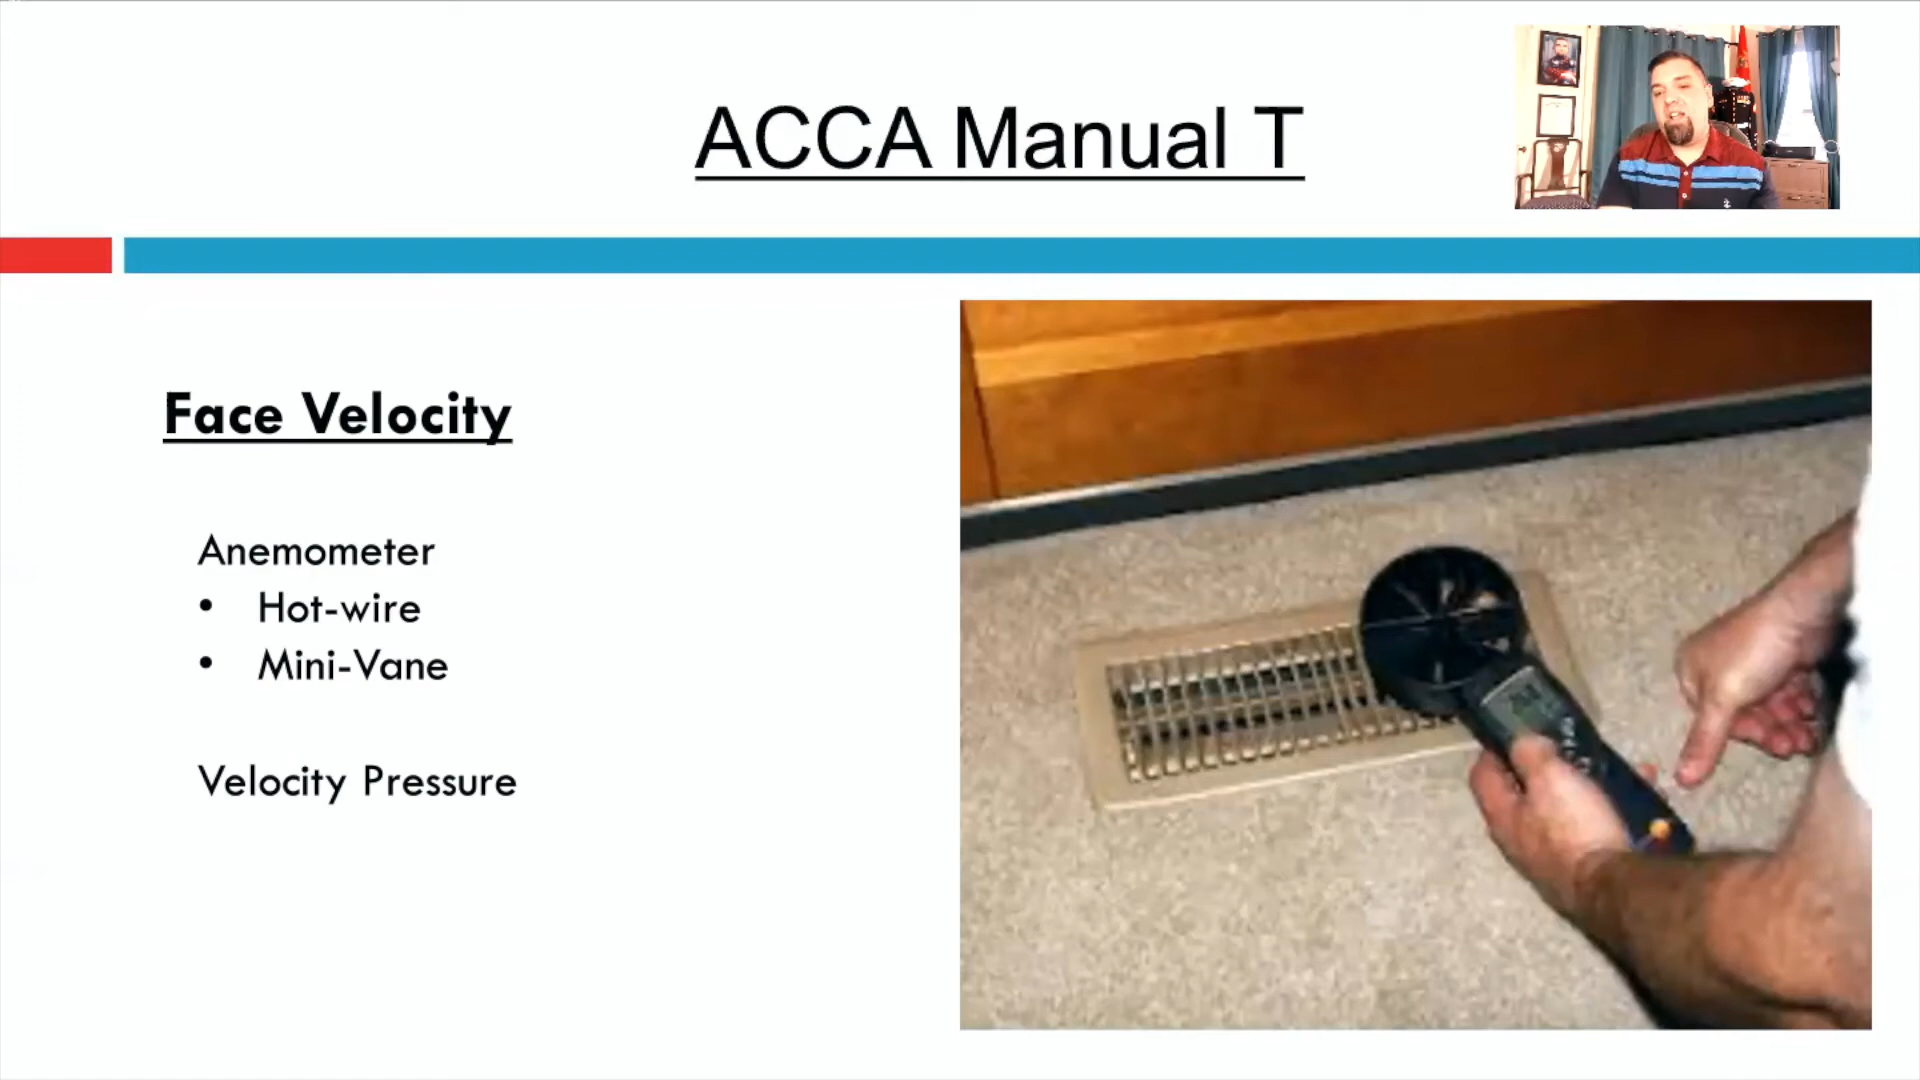 ACCA Manual T
Face Velocity
Anemometer
• Hot-wire
• Mini-Vane
Velocity Pressure